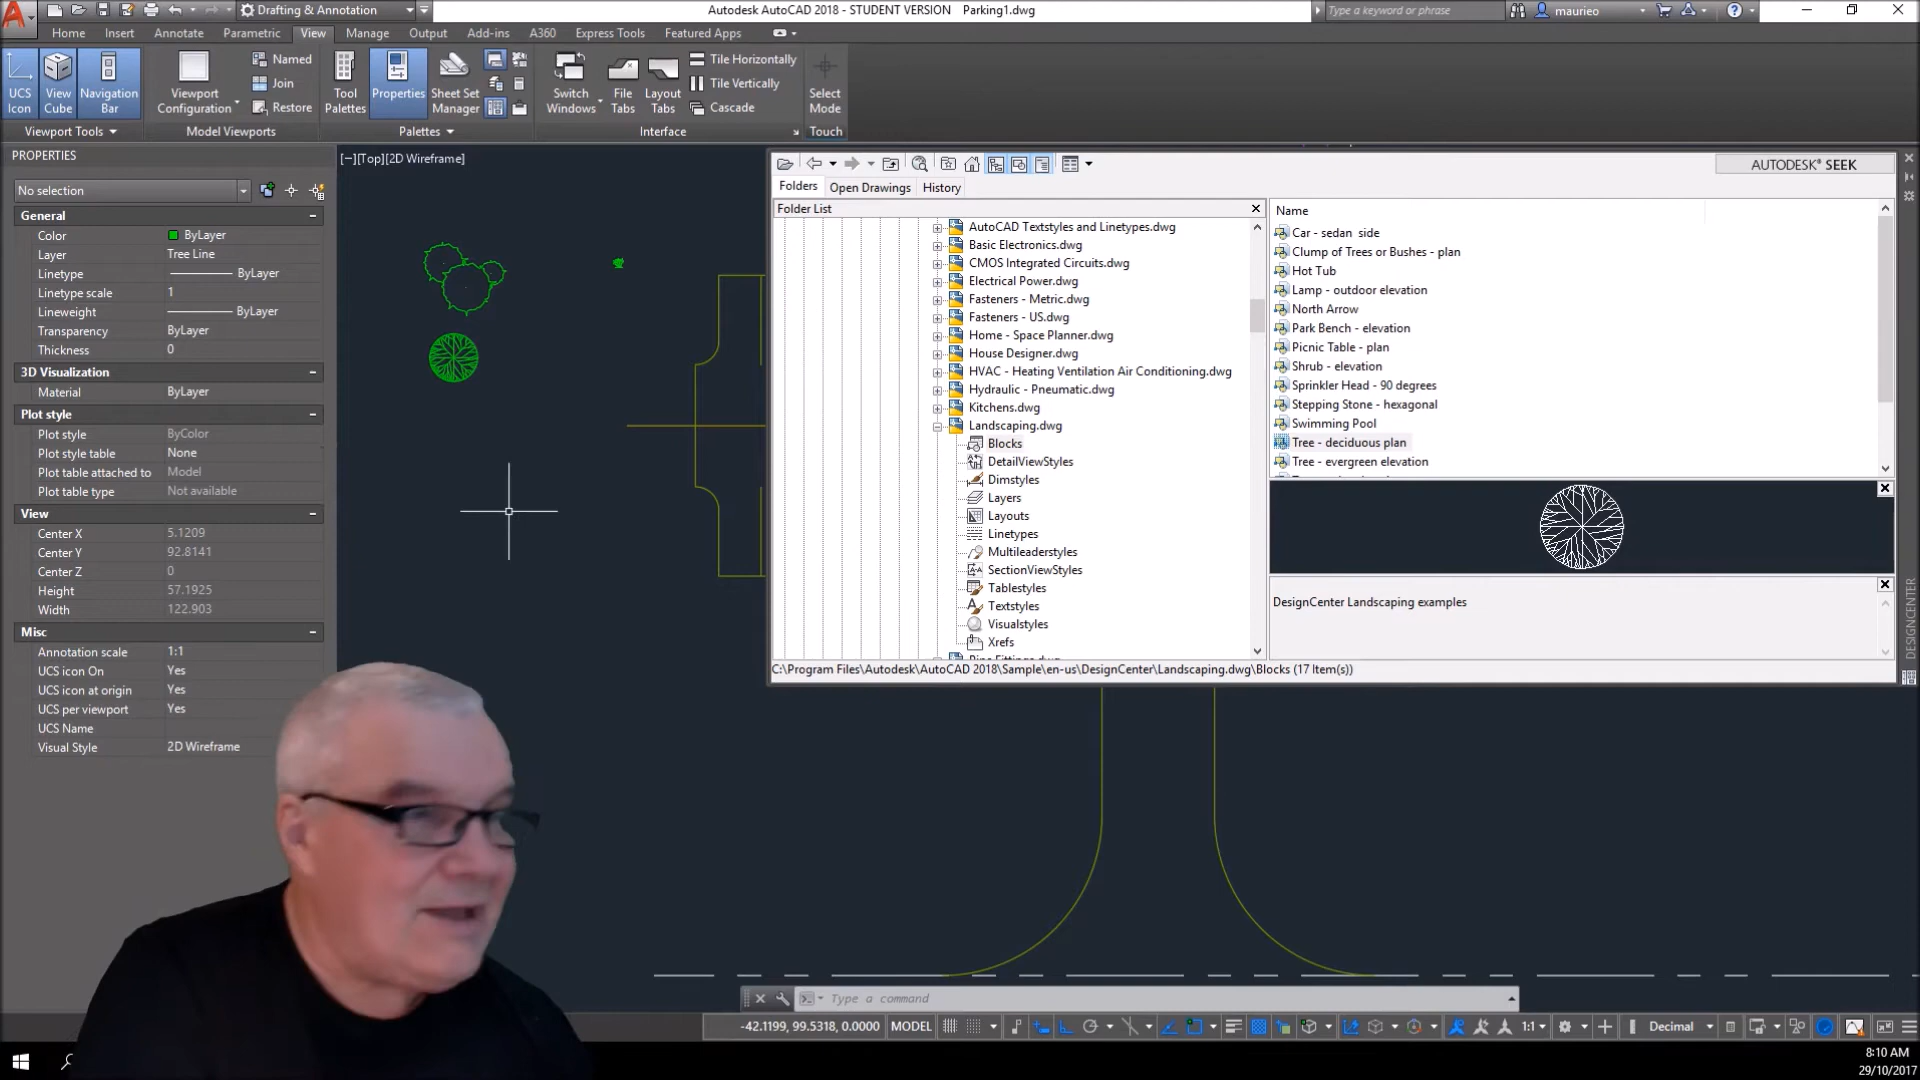 Drafting & Annotation
Autodesk AutoCAD 2018 - STUDENT VERSION Parking1.dwg
Type a keyword or phrase
maurieo
Home Insert Annotate Parametric View Manage Output Add-ins A360 Express Tools Featured Apps
UCS Icon
View Cube
Navigation Bar
Viewport Configuration
Named
Join
Restore
Tool Palettes
Properties
Sheet Set Manager
Switch Windows
File Tabs
Layout Tabs
Tile Horizontally
Tile Vertically
Cascade
Select Mode
Viewport Tools
Model Viewports
Palettes
Interface
Touch
PROPERTIES
No selection
General
Color ByLayer
Layer Tree Line
Linetype ByLayer
Linetype scale 1
Lineweight ByLayer
Transparency ByLayer
Thickness 0
3D Visualization
Material ByLayer
Plot style
Plot style ByColor
Plot style table None
Plot table attached to Model
Plot table type Not available
View
Center X 5.1209
Center Y 92.8141
Center Z 0
Height 57.1925
Width 122.903
Misc
Annotation scale 1:1
UCS icon On Yes
UCS icon at origin Yes
UCS per viewport Yes
UCS Name
Visual Style 2D Wireframe
[−][Top][2D Wireframe]
AUTODESK® SEEK
Folders Open Drawings History
Folder List
AutoCAD Textstyles and Linetypes.dwg
Basic Electronics.dwg
CMOS Integrated Circuits.dwg
Electrical Power.dwg
Fasteners - Metric.dwg
Fasteners - US.dwg
Home - Space Planner.dwg
House Designer.dwg
HVAC - Heating Ventilation Air Conditioning.dwg
Hydraulic - Pneumatic.dwg
Kitchens.dwg
Landscaping.dwg
Blocks
DetailViewStyles
Dimstyles
Layers
Layouts
Linetypes
Multileaderstyles
SectionViewStyles
Tablestyles
Textstyles
Visualstyles
Xrefs
Name
Car - sedan side
Clump of Trees or Bushes - plan
Hot Tub
Lamp - outdoor elevation
North Arrow
Park Bench - elevation
Picnic Table - plan
Shrub - elevation
Sprinkler Head - 90 degrees
Stepping Stone - hexagonal
Swimming Pool
Tree - deciduous plan
Tree - evergreen elevation
DesignCenter Landscaping examples
DESIGNCENTER
C:\Program Files\Autodesk\AutoCAD 2018\Sample\en-us\DesignCenter\Landscaping.dwg\Blocks (17 Item(s))
Type a command
-42.1199, 99.5318, 0.0000 MODEL
1:1
Decimal
8:10 AM
29/10/2017